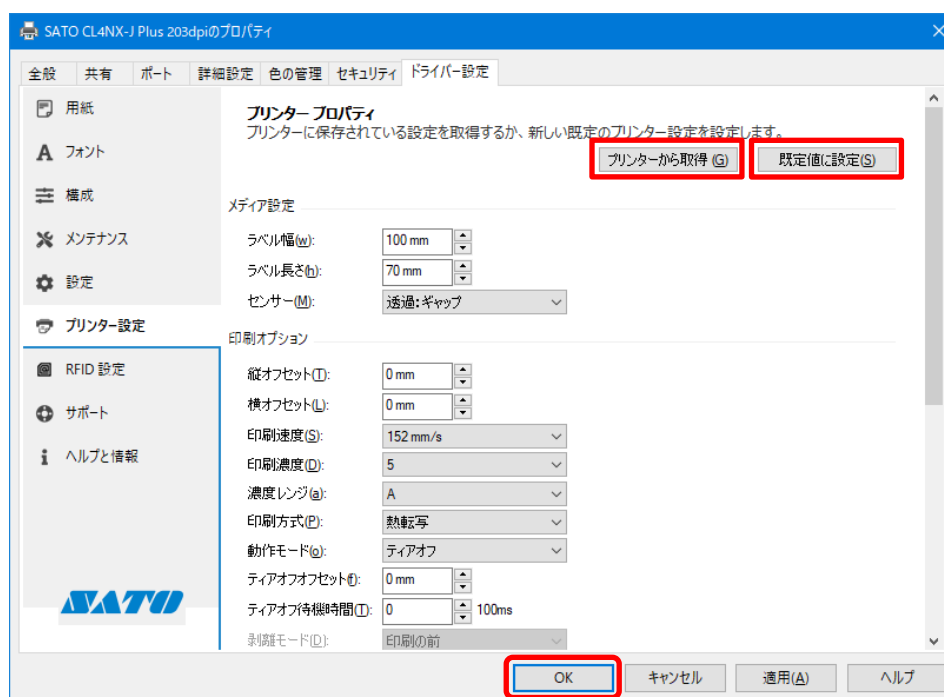 SATO CL4NX-J Plus 203dpiのプロパティ
全般 共有 ポート 詳細設定 色の管理 セキュリティ ドライバー設定
用紙
フォント
構成
メンテナンス
設定
プリンター設定
RFID 設定
サポート
ヘルプと情報
SATO
プリンター プロパティ
プリンターに保存されている設定を取得するか、新しい既定のプリンター設定を設定します。
プリンターから取得 (G) 既定値に設定(S)
メディア設定
ラベル幅(w): 100 mm
ラベル長さ(h): 70 mm
センサー(M): 透過:ギャップ
印刷オプション
縦オフセット(T): 0 mm
横オフセット(L): 0 mm
印刷速度(S): 152 mm/s
印刷濃度(D): 5
濃度レンジ(a): A
印刷方式(P): 熱転写
動作モード(o): ティアオフ
ティアオフオフセット(f): 0 mm
ティアオフ待機時間(T): 0 100ms
剥離モード(D): 印刷の前
OK キャンセル 適用(A) ヘルプ